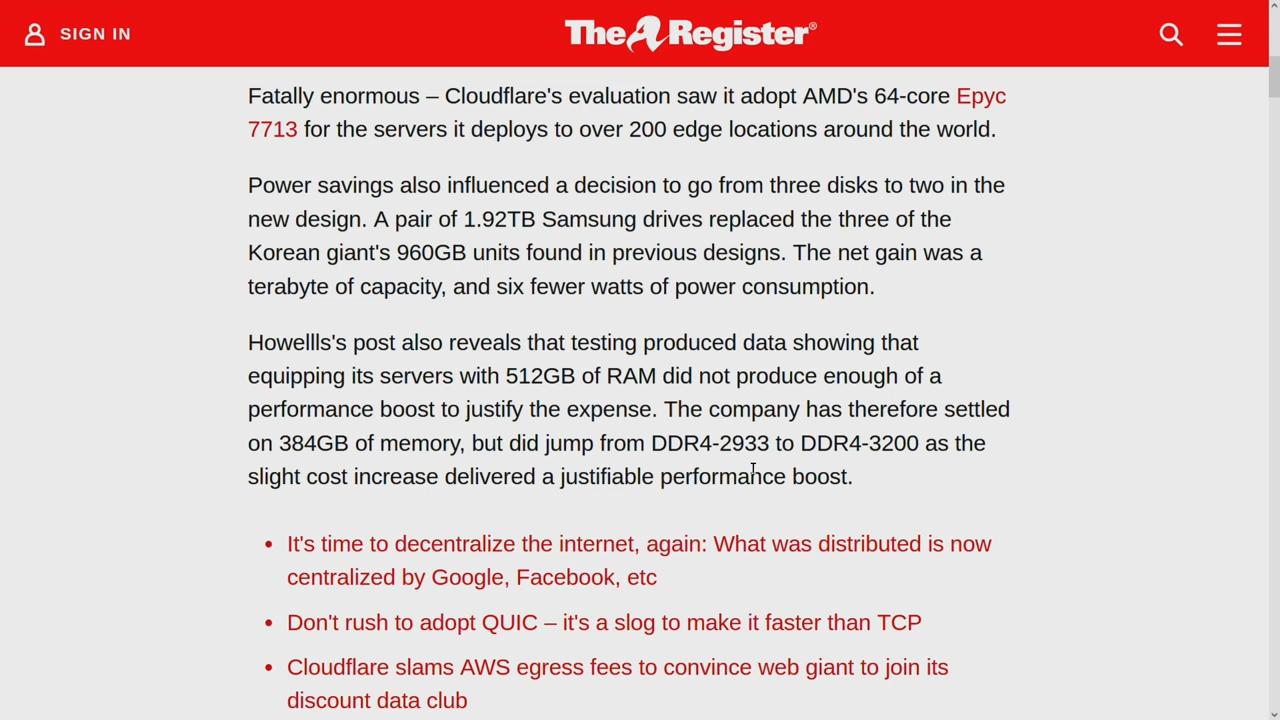 SIGN IN
The Register®
Fatally enormous – Cloudflare's evaluation saw it adopt AMD's 64-core Epyc
7713 for the servers it deploys to over 200 edge locations around the world.
Power savings also influenced a decision to go from three disks to two in the
new design. A pair of 1.92TB Samsung drives replaced the three of the
Korean giant's 960GB units found in previous designs. The net gain was a
terabyte of capacity, and six fewer watts of power consumption.
Howellls's post also reveals that testing produced data showing that
equipping its servers with 512GB of RAM did not produce enough of a
performance boost to justify the expense. The company has therefore settled
on 384GB of memory, but did jump from DDR4-2933 to DDR4-3200 as the
slight cost increase delivered a justifiable performance boost.
• It's time to decentralize the internet, again: What was distributed is now
centralized by Google, Facebook, etc
• Don't rush to adopt QUIC – it's a slog to make it faster than TCP
• Cloudflare slams AWS egress fees to convince web giant to join its
discount data club